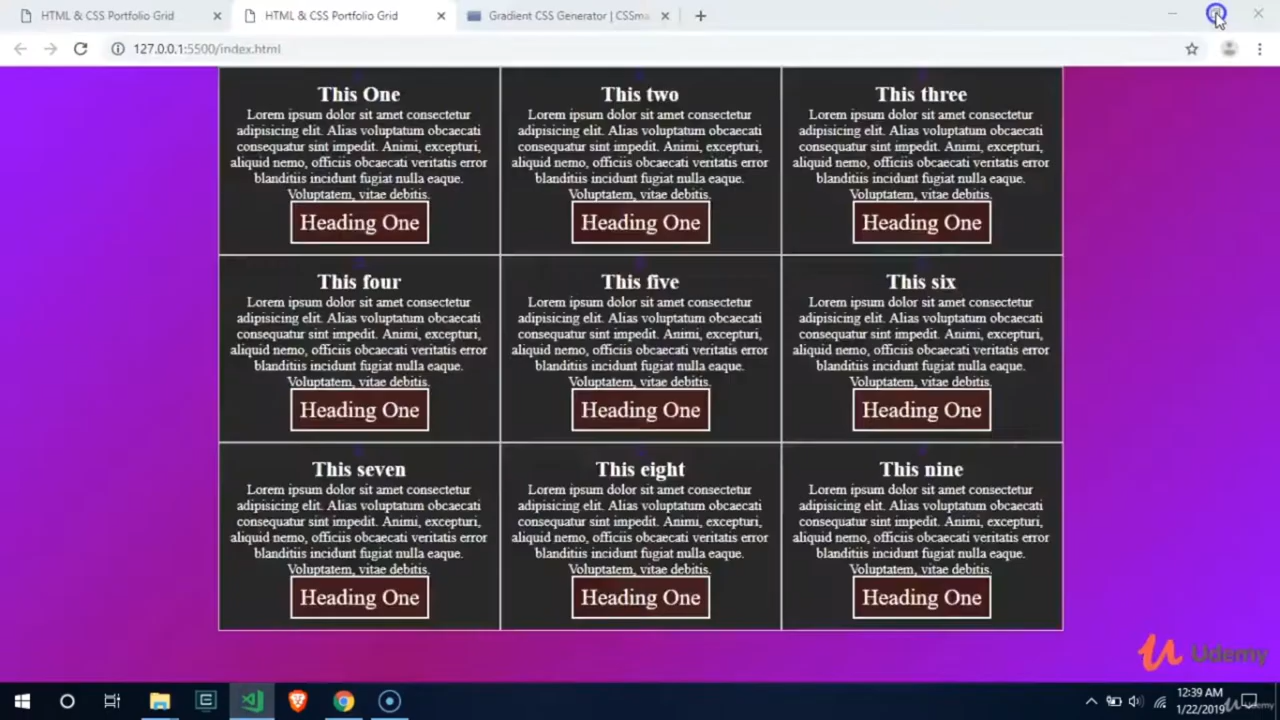 HTML & CSS Portfolio Grid
HTML & CSS Portfolio Grid
Gradient CSS Generator | CSSma
127.0.0.1:5500/index.html
This One
Lorem ipsum dolor sit amet consectetur
adipisicing elit. Alias voluptatum obcaecati
consequatur sint impedit. Animi, excepturi,
aliquid nemo, officiis obcaecati veritatis error
blanditiis incidunt fugiat nulla eaque.
Voluptatem, vitae debitis.
Heading One
This two
Lorem ipsum dolor sit amet consectetur
adipisicing elit. Alias voluptatum obcaecati
consequatur sint impedit. Animi, excepturi,
aliquid nemo, officiis obcaecati veritatis error
blanditiis incidunt fugiat nulla eaque.
Voluptatem, vitae debitis.
Heading One
This three
Lorem ipsum dolor sit amet consectetur
adipisicing elit. Alias voluptatum obcaecati
consequatur sint impedit. Animi, excepturi,
aliquid nemo, officiis obcaecati veritatis error
blanditiis incidunt fugiat nulla eaque.
Voluptatem, vitae debitis.
Heading One
This four
Lorem ipsum dolor sit amet consectetur
adipisicing elit. Alias voluptatum obcaecati
consequatur sint impedit. Animi, excepturi,
aliquid nemo, officiis obcaecati veritatis error
blanditiis incidunt fugiat nulla eaque.
Voluptatem, vitae debitis.
Heading One
This five
Lorem ipsum dolor sit amet consectetur
adipisicing elit. Alias voluptatum obcaecati
consequatur sint impedit. Animi, excepturi,
aliquid nemo, officiis obcaecati veritatis error
blanditiis incidunt fugiat nulla eaque.
Voluptatem, vitae debitis.
Heading One
This six
Lorem ipsum dolor sit amet consectetur
adipisicing elit. Alias voluptatum obcaecati
consequatur sint impedit. Animi, excepturi,
aliquid nemo, officiis obcaecati veritatis error
blanditiis incidunt fugiat nulla eaque.
Voluptatem, vitae debitis.
Heading One
This seven
Lorem ipsum dolor sit amet consectetur
adipisicing elit. Alias voluptatum obcaecati
consequatur sint impedit. Animi, excepturi,
aliquid nemo, officiis obcaecati veritatis error
blanditiis incidunt fugiat nulla eaque.
Voluptatem, vitae debitis.
Heading One
This eight
Lorem ipsum dolor sit amet consectetur
adipisicing elit. Alias voluptatum obcaecati
consequatur sint impedit. Animi, excepturi,
aliquid nemo, officiis obcaecati veritatis error
blanditiis incidunt fugiat nulla eaque.
Voluptatem, vitae debitis.
Heading One
This nine
Lorem ipsum dolor sit amet consectetur
adipisicing elit. Alias voluptatum obcaecati
consequatur sint impedit. Animi, excepturi,
aliquid nemo, officiis obcaecati veritatis error
blanditiis incidunt fugiat nulla eaque.
Voluptatem, vitae debitis.
Heading One
Udemy
12:39 AM
1/22/2019
Udemy